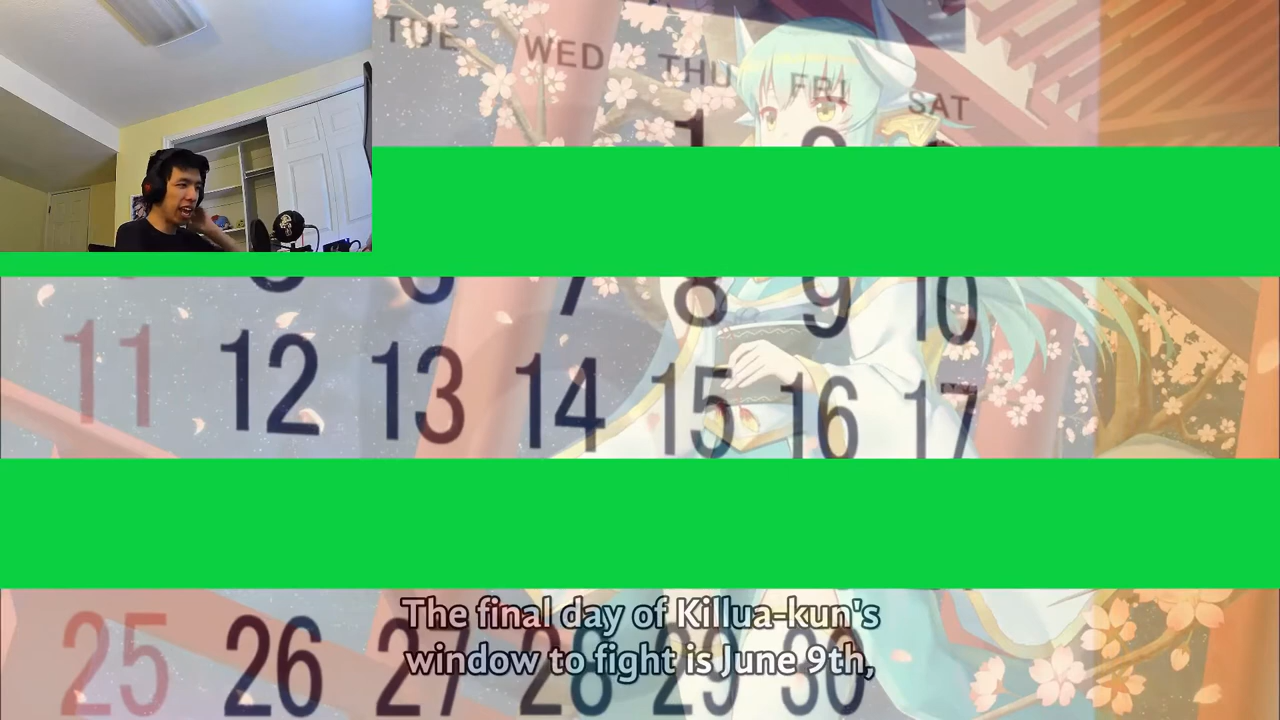 TUE WED THU FRI SAT
1
8 9 10
11 12 13 14 15 16 17
25 26 27 28 29 30
The final day of Killua-kun's
window to fight is June 9th,